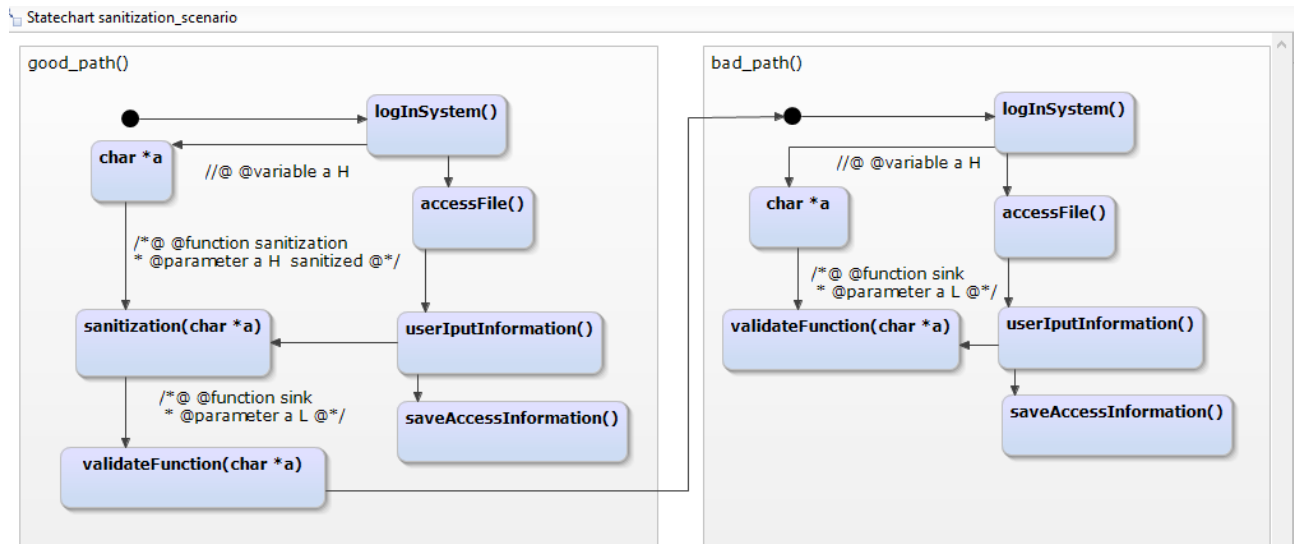 Statechart sanitization_scenario
good_path()
logInSystem()
char *a
//@ @variable a H
accessFile()
/*@ @function sanitization
* @parameter a H  sanitized @*/
sanitization(char *a)
userIputInformation()
/*@ @function sink
* @parameter a L @*/
saveAccessInformation()
validateFunction(char *a)
bad_path()
logInSystem()
//@ @variable a H
char *a
accessFile()
/*@ @function sink
* @parameter a L @*/
validateFunction(char *a)
userIputInformation()
saveAccessInformation()